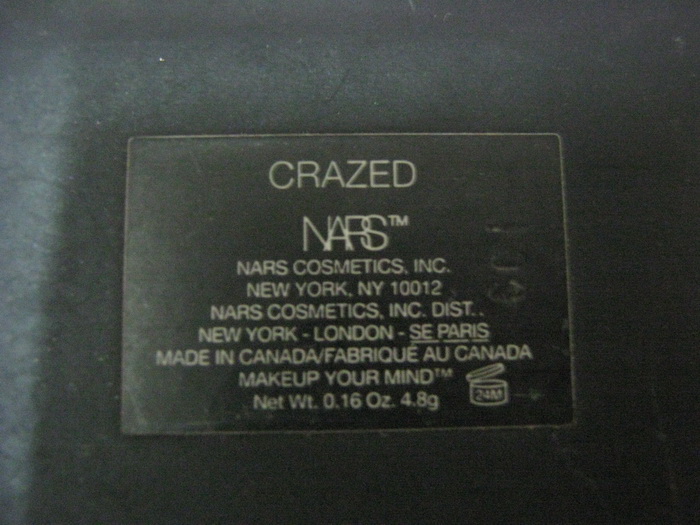 CRAZED
NARS™
NARS COSMETICS, INC.
NEW YORK, NY 10012
NARS COSMETICS, INC. DIST..
NEW YORK - LONDON - SE PARIS
MADE IN CANADA/FABRIQUÉ AU CANADA
MAKEUP YOUR MIND™
24M
Net Wt. 0.16 Oz. 4.8g